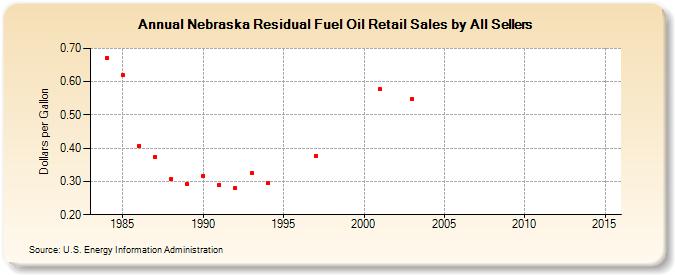 Annual Nebraska Residual Fuel Oil Retail Sales by All Sellers
Dollars per Gallon
0.70
0.60
0.50
0.40
0.30
0.20
1985 1990 1995 2000 2005 2010 2015
Source: U.S. Energy Information Administration